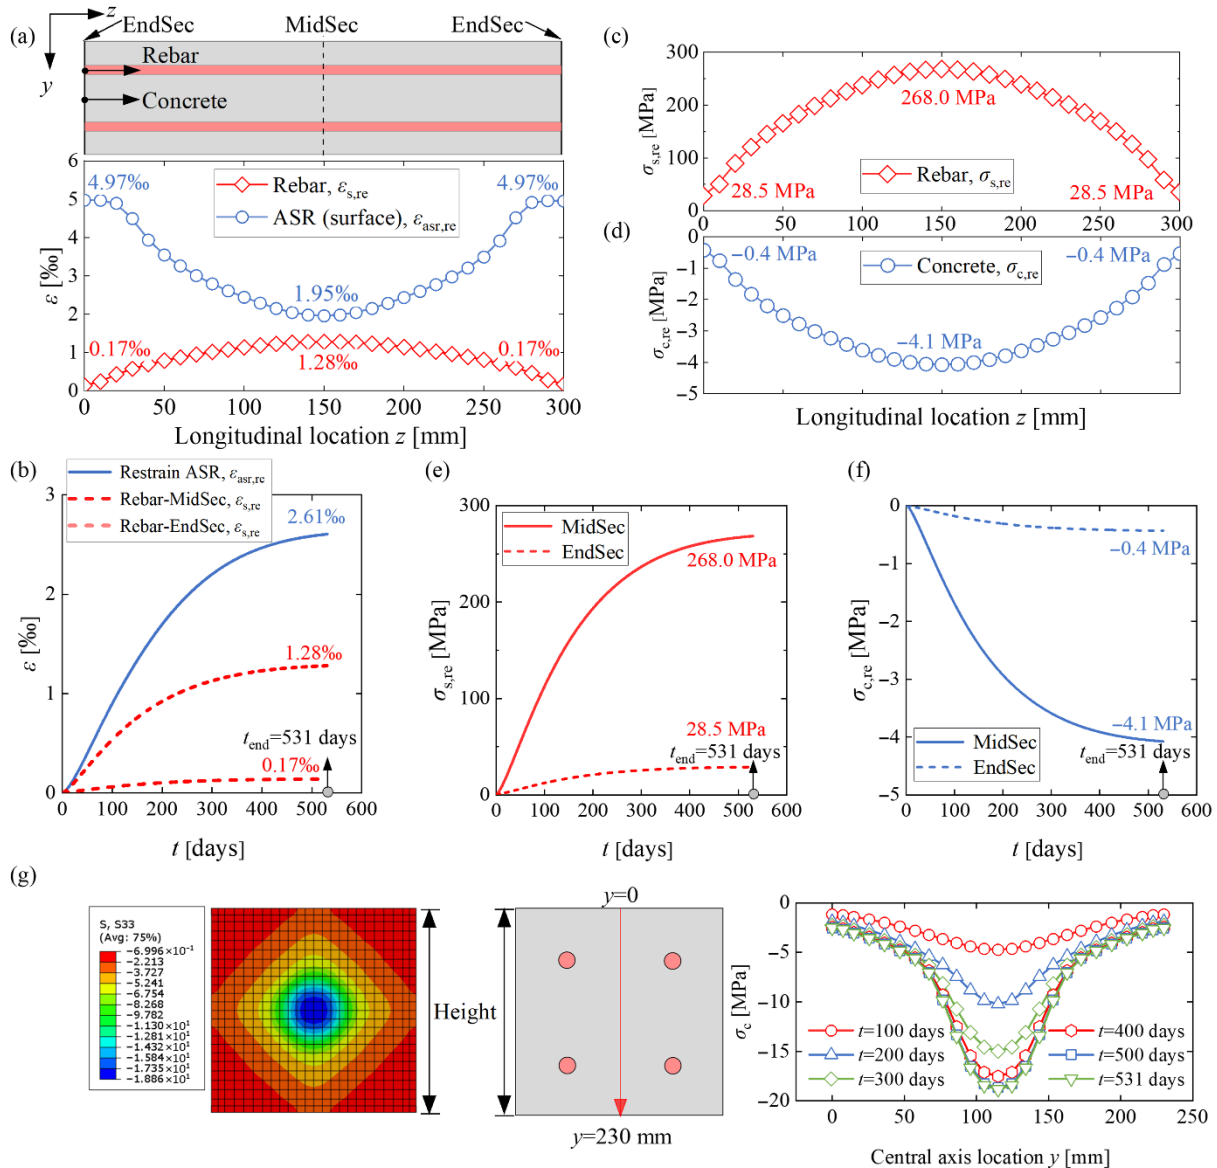 (a)
z
y
EndSec
MidSec
EndSec
Rebar
Concrete
6
5
4
3
2
1
0
ε [‰]
4.97‰
4.97‰
Rebar, εs,re
ASR (surface), εasr,re
1.95‰
0.17‰
1.28‰
0.17‰
0 50 100 150 200 250 300
Longitudinal location z [mm]
(c)
300
200
100
0
σs,re [MPa]
268.0 MPa
28.5 MPa
Rebar, σs,re
28.5 MPa
0 50 100 150 200 250 300
(d)
0
−1
−2
−3
−4
−5
σc,re [MPa]
−0.4 MPa
Concrete, σc,re
−0.4 MPa
−4.1 MPa
0 50 100 150 200 250 300
Longitudinal location z [mm]
(b)
Restrain ASR, εasr,re
Rebar-MidSec, εs,re
Rebar-EndSec, εs,re
3
2
1
0
ε [‰]
2.61‰
1.28‰
tend=531 days
0.17‰
0 100 200 300 400 500 600
t [days]
(e)
300
200
100
0
σs,re [MPa]
MidSec
EndSec
268.0 MPa
28.5 MPa
tend=531 days
0 100 200 300 400 500 600
t [days]
(f)
0
−1
−2
−3
−4
−5
σc,re [MPa]
−0.4 MPa
−4.1 MPa
MidSec
EndSec
tend=531 days
0 100 200 300 400 500 600
t [days]
(g)
S, S33
(Avg: 75%)
−6.996×10⁻¹
−2.213
−3.727
−5.241
−6.754
−8.268
−9.782
−1.130×10¹
−1.281×10¹
−1.432×10¹
−1.584×10¹
−1.735×10¹
−1.886×10¹
Height
y=0
y=230 mm
0
−5
−10
−15
−20
σc [MPa]
t=100 days
t=200 days
t=300 days
t=400 days
t=500 days
t=531 days
0 50 100 150 200 250
Central axis location y [mm]